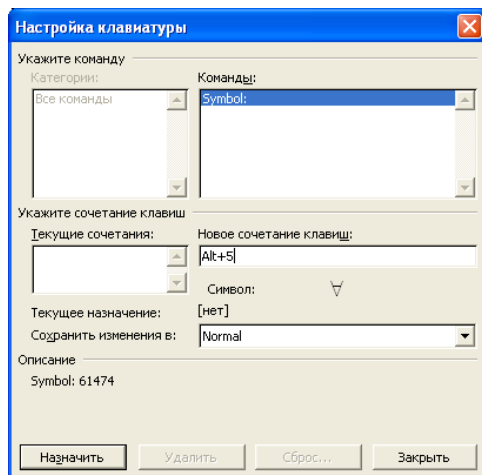 Настройка клавиатуры
Укажите команду
Категории: Команды:
Все команды Symbol:
Укажите сочетание клавиш
Текущие сочетания: Новое сочетание клавиш:
Alt+5
Символ: ∀
Текущее назначение: [нет]
Сохранить изменения в: Normal
Описание
Symbol: 61474
Назначить Удалить Сброс... Закрыть